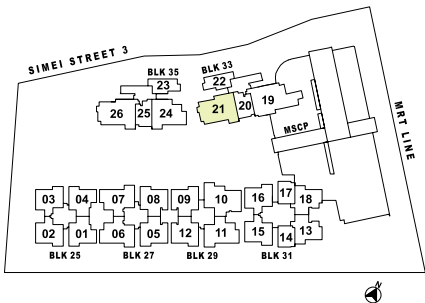 SIMEI STREET 3
BLK 35
BLK 33
23
22
26
25
24
21
20
19
MSCP
MRT LINE
03
04
07
08
09
10
16
17
18
02
01
06
05
12
11
15
14
13
BLK 25
BLK 27
BLK 29
BLK 31
N